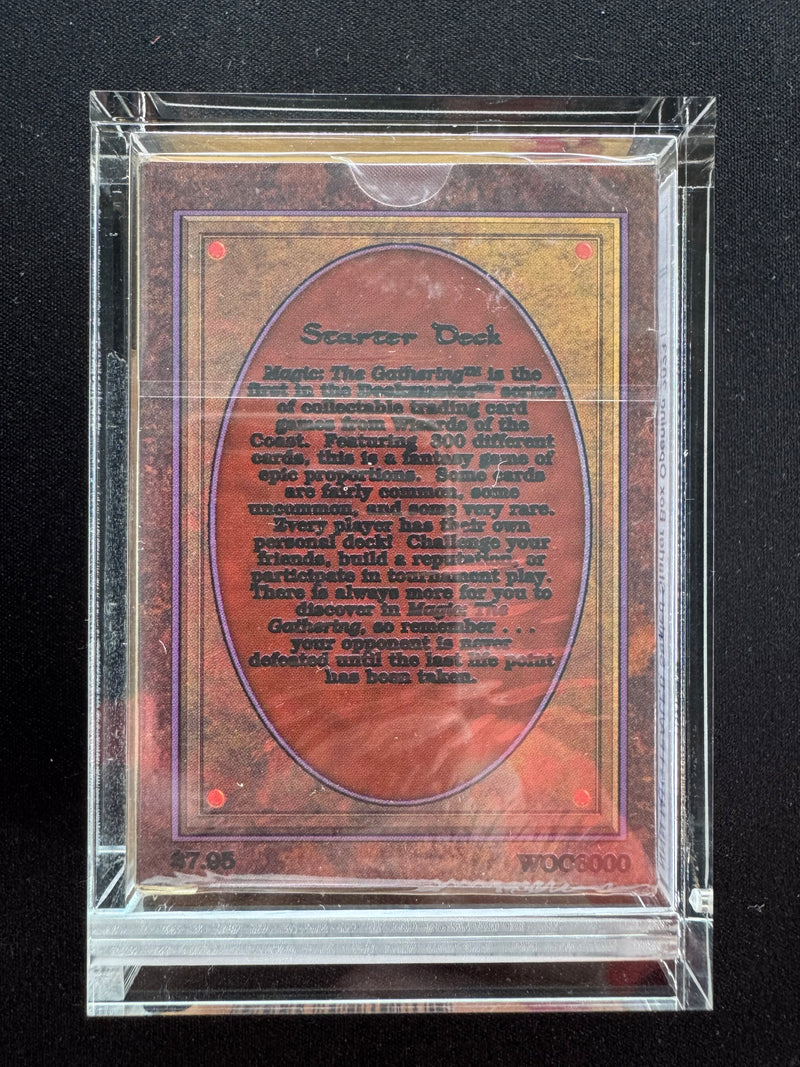 Starter Deck
Magic: The Gathering™ is the
first in the Deckmaster™ series
of collectable trading card
games from Wizards of the
Coast. Featuring 300 different
cards, this is a fantasy game of
epic proportions. Some cards
are fairly common, some
uncommon, and some very rare.
Every player has their own
personal deck! Challenge your
friends, build a reputation, or
participate in tournament play.
There is always more for you to
discover in Magic: The
Gathering, so remember . . .
your opponent is never
defeated until the last life point
has been taken.
$7.95
WOC6000
Box Opening